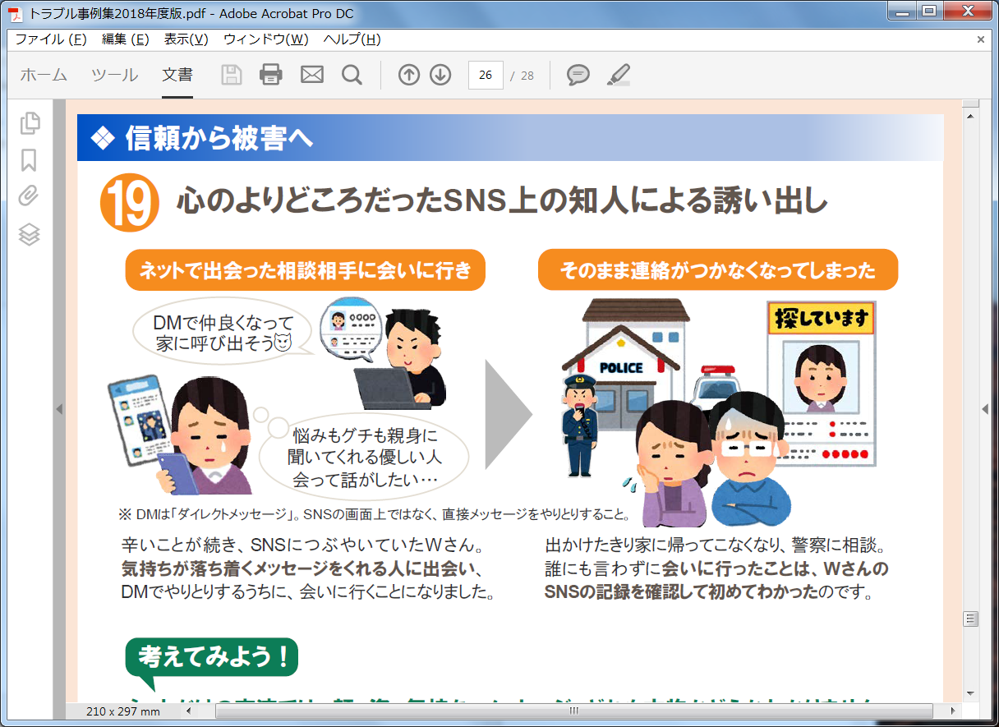 トラブル事例集2018年度版.pdf - Adobe Acrobat Pro DC
ファイル (F) 編集 (E) 表示(V) ウィンドウ(W) ヘルプ(H)
ホーム ツール 文書 26 / 28
❖ 信頼から被害へ
19 心のよりどころだったSNS上の知人による誘い出し
ネットで出会った相談相手に会いに行き
DMで仲良くなって
家に呼び出そう😈
悩みもグチも親身に
聞いてくれる優しい人
会って話がしたい…
※ DMは「ダイレクトメッセージ」。SNSの画面上ではなく、直接メッセージをやりとりすること。
辛いことが続き、SNSにつぶやいていたWさん。
気持ちが落ち着くメッセージをくれる人に出会い、
DMでやりとりするうちに、会いに行くことになりました。
そのまま連絡がつかなくなってしまった
POLICE
探しています
出かけたきり家に帰ってこなくなり、警察に相談。
誰にも言わずに会いに行ったことは、Wさんの
SNSの記録を確認して初めてわかったのです。
考えてみよう！
210 x 297 mm